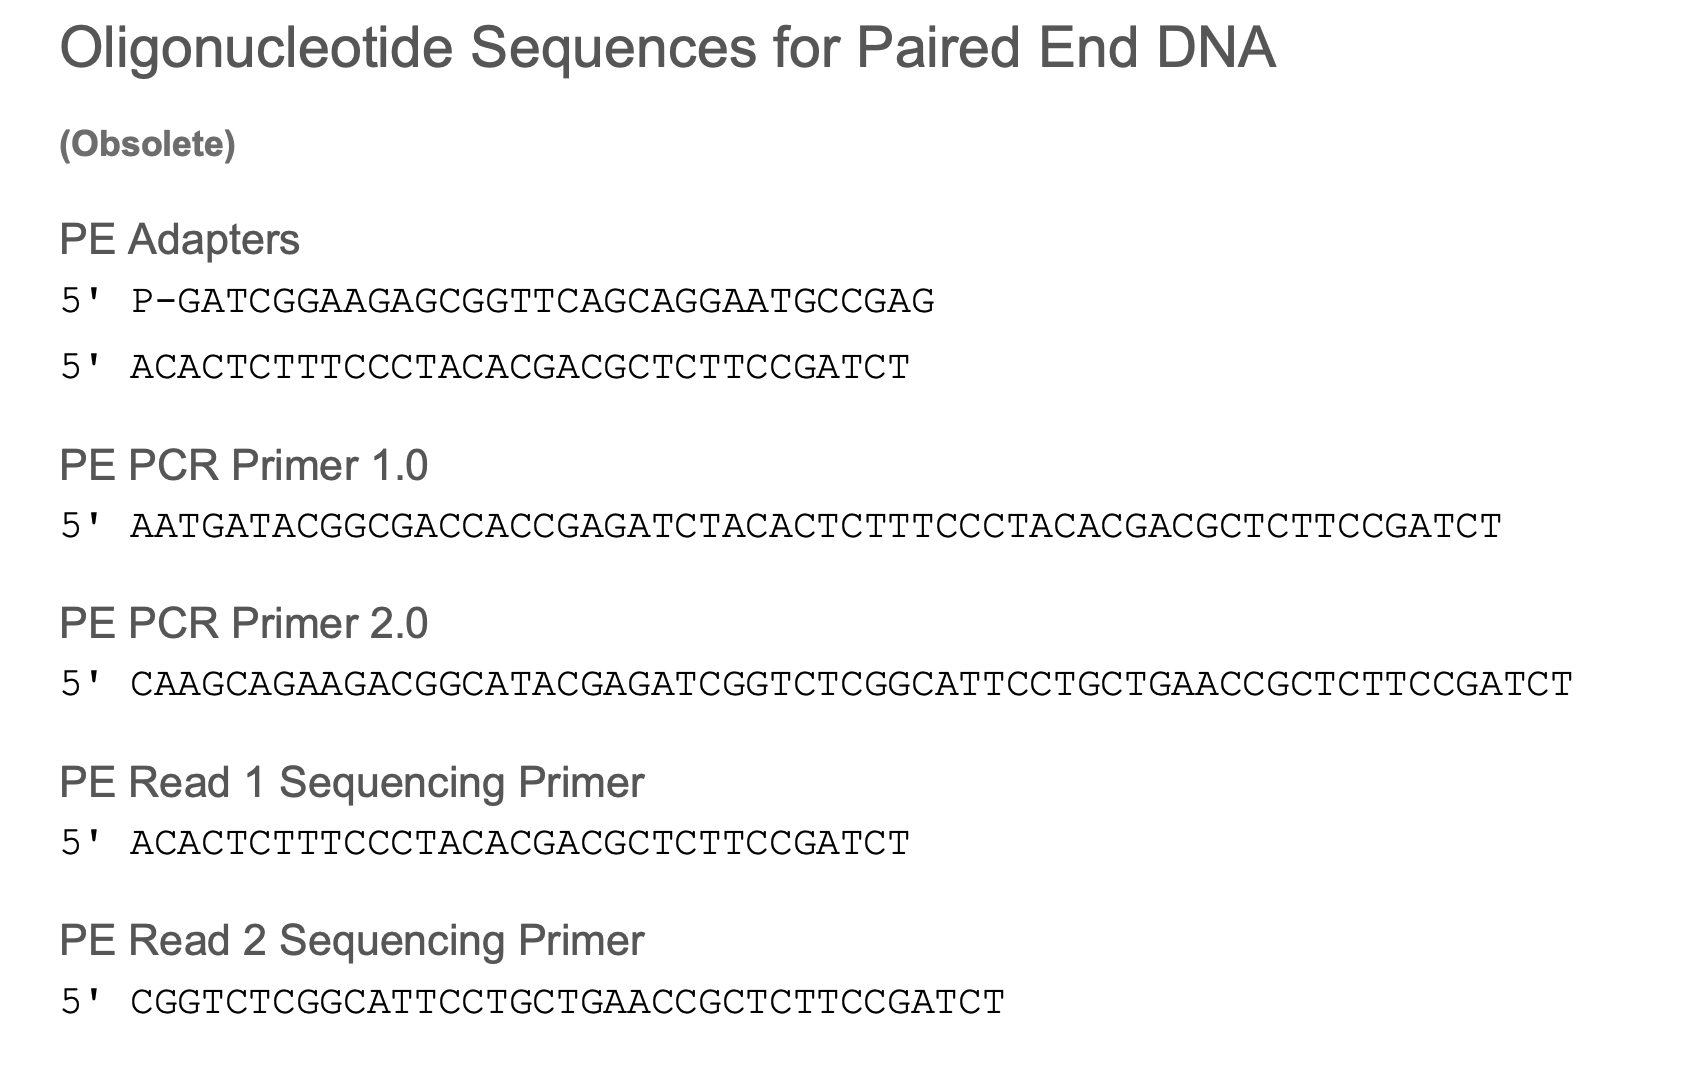 Oligonucleotide Sequences for Paired End DNA
(Obsolete)
PE Adapters
5' P-GATCGGAAGAGCGGTTCAGCAGGAATGCCGAG
5' ACACTCTTTCCCTACACGACGCTCTTCCGATCT
PE PCR Primer 1.0
5' AATGATACGGCGACCACCGAGATCTACACTCTTTCCCTACACGACGCTCTTCCGATCT
PE PCR Primer 2.0
5' CAAGCAGAAGACGGCATACGAGATCGGTCTCGGCATTCCTGCTGAACCGCTCTTCCGATCT
PE Read 1 Sequencing Primer
5' ACACTCTTTCCCTACACGACGCTCTTCCGATCT
PE Read 2 Sequencing Primer
5' CGGTCTCGGCATTCCTGCTGAACCGCTCTTCCGATCT